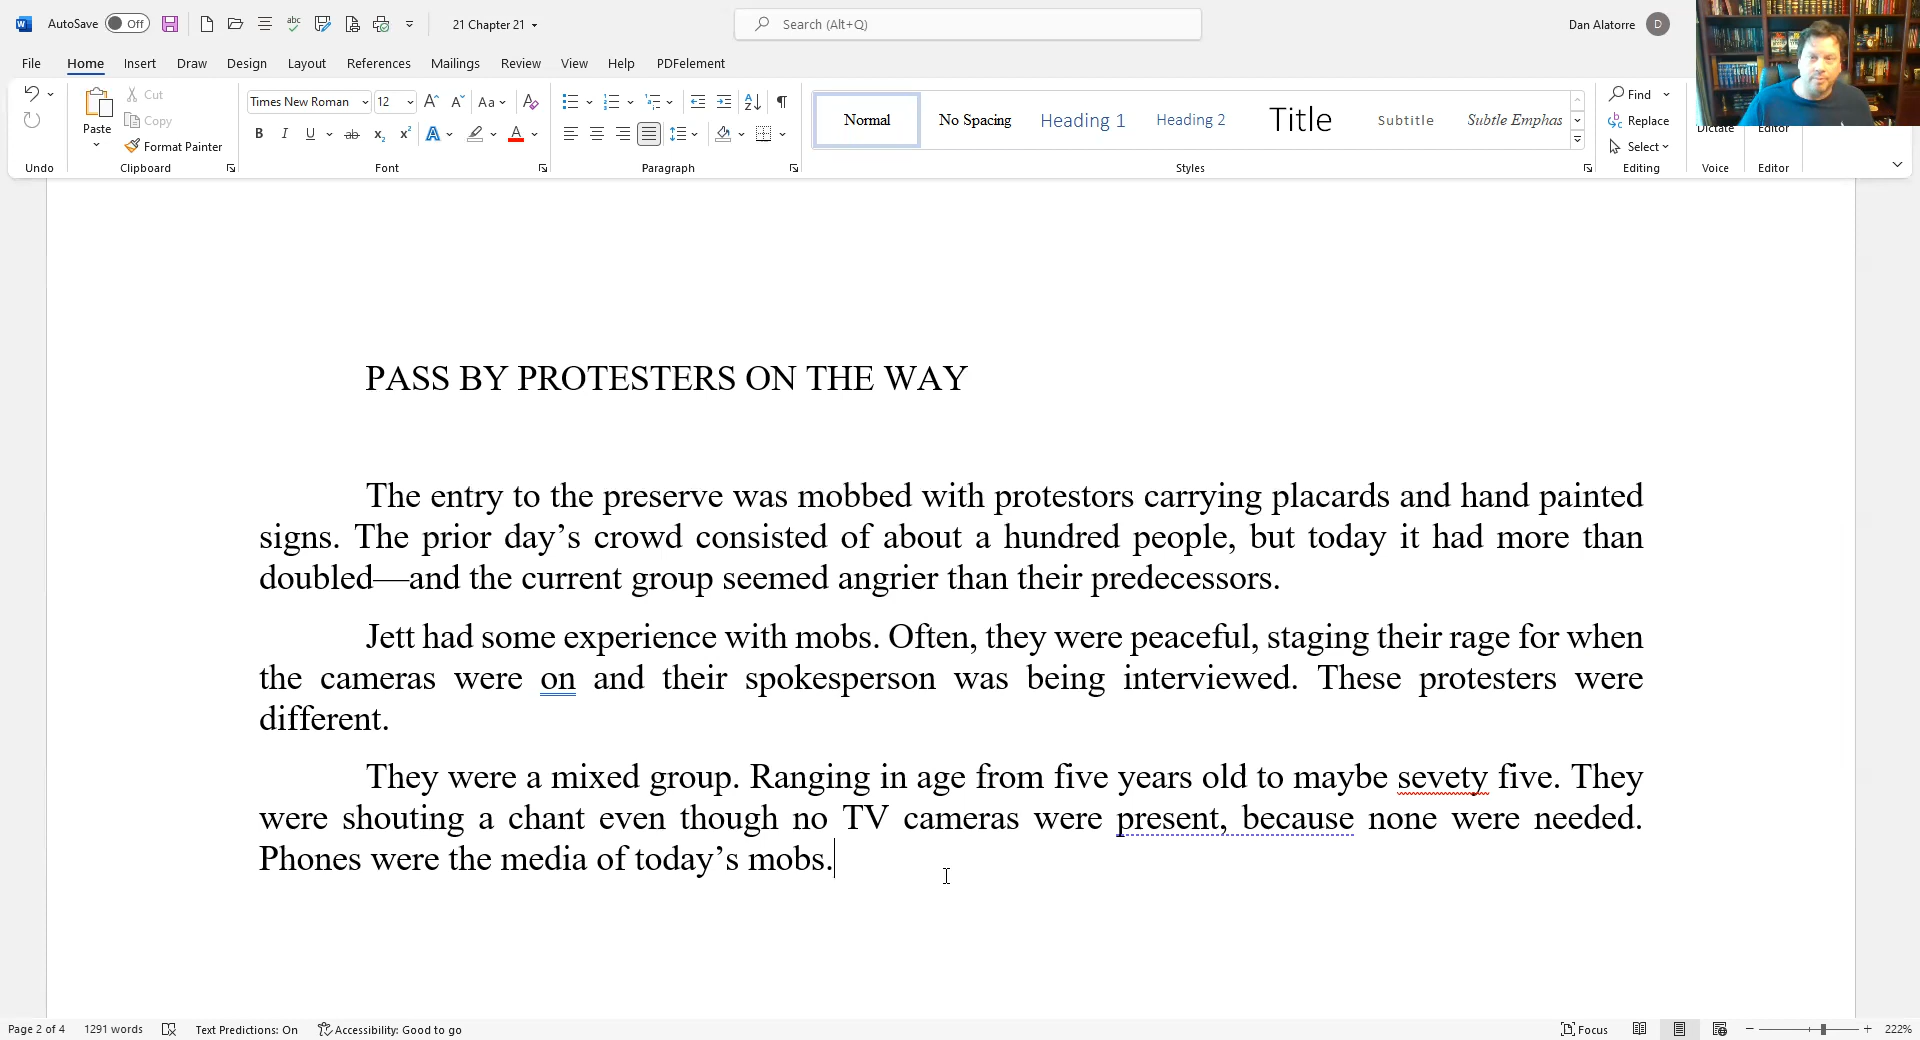 AutoSave Off 21 Chapter 21 Search (Alt+Q) Dan Alatorre D
File Home Insert Draw Design Layout References Mailings Review View Help PDFelement
Paste Cut Copy Format Painter
Times New Roman 12 Aa
Normal No Spacing Heading 1 Heading 2 Title Subtitle Subtle Emphas
Find Replace Select
Dictate Editor
Undo Clipboard Font Paragraph Styles Editing Voice Editor
PASS BY PROTESTERS ON THE WAY
The entry to the preserve was mobbed with protestors carrying placards and hand painted
signs. The prior day’s crowd consisted of about a hundred people, but today it had more than
doubled—and the current group seemed angrier than their predecessors.
Jett had some experience with mobs. Often, they were peaceful, staging their rage for when
the cameras were on and their spokesperson was being interviewed. These protesters were
different.
They were a mixed group. Ranging in age from five years old to maybe sevety five. They
were shouting a chant even though no TV cameras were present, because none were needed.
Phones were the media of today’s mobs.
Page 2 of 4 1291 words Text Predictions: On Accessibility: Good to go Focus 222%